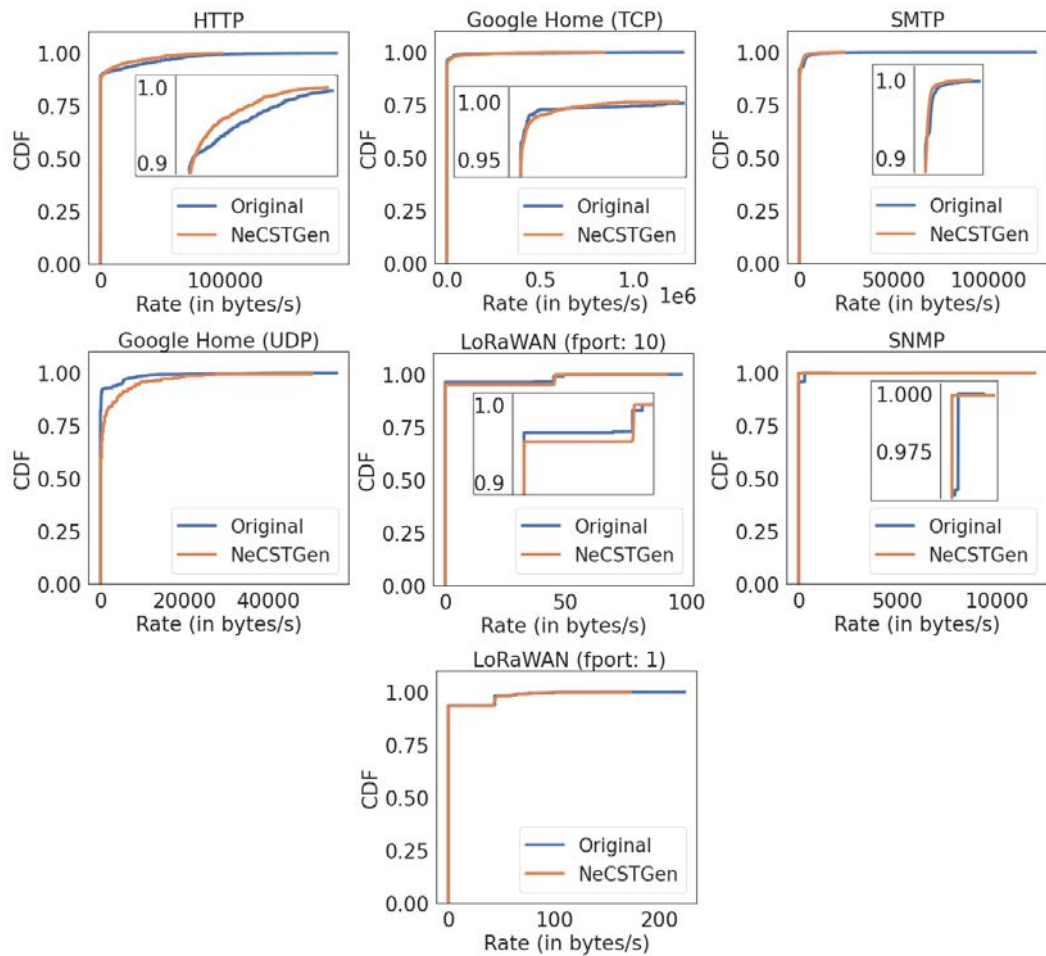 HTTP
1.00
0.75
0.50
0.25
0.00
CDF
1.0
0.9
Original
NeCSTGen
0
100000
Rate (in bytes/s)
Google Home (TCP)
1.00
0.75
0.50
0.25
0.00
CDF
1.00
0.95
Original
NeCSTGen
0.0
0.5
1.0
1e6
Rate (in bytes/s)
SMTP
1.00
0.75
0.50
0.25
0.00
CDF
1.0
0.9
Original
NeCSTGen
0
50000
100000
Rate (in bytes/s)
Google Home (UDP)
1.00
0.75
0.50
0.25
0.00
CDF
Original
NeCSTGen
0
20000
40000
Rate (in bytes/s)
LoRaWAN (fport: 10)
1.00
0.75
0.50
0.25
0.00
CDF
1.0
0.9
Original
NeCSTGen
0
50
100
Rate (in bytes/s)
SNMP
1.00
0.75
0.50
0.25
0.00
CDF
1.000
0.975
Original
NeCSTGen
0
5000
10000
Rate (in bytes/s)
LoRaWAN (fport: 1)
1.00
0.75
0.50
0.25
0.00
CDF
Original
NeCSTGen
0
100
200
Rate (in bytes/s)